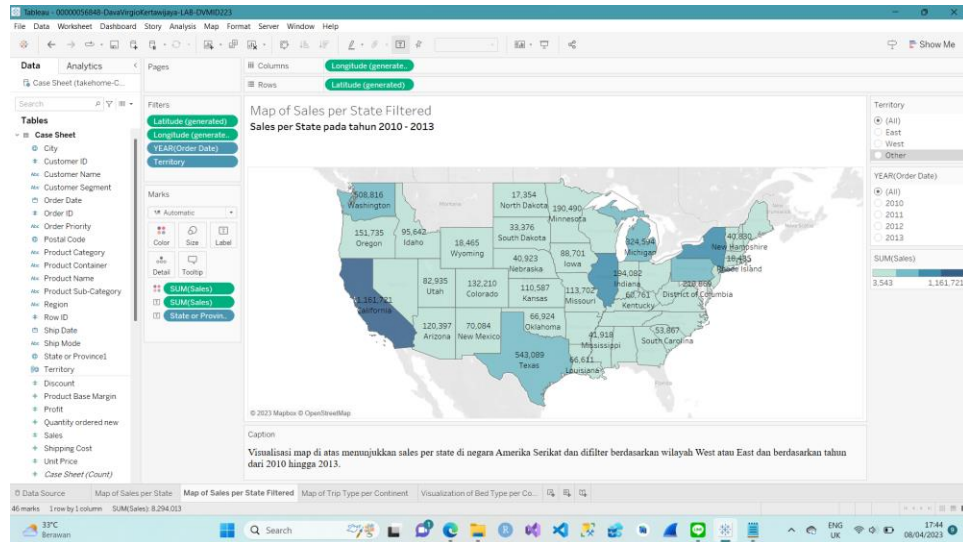 Tableau - 00000056848-DavaVirgioKertawijaya-LAB-DVMID223
File Data Worksheet Dashboard Story Analysis Map Format Server Window Help
Show Me
Data Analytics
Case Sheet (takehome-C...
Search
Tables
Case Sheet
City
Customer ID
Customer Name
Customer Segment
Order Date
Order ID
Order Priority
Postal Code
Product Category
Product Container
Product Name
Product Sub-Category
Region
Row ID
Ship Date
Ship Mode
State or Province1
Territory
Discount
Product Base Margin
Profit
Quantity ordered new
Sales
Shipping Cost
Unit Price
Case Sheet (Count)
Pages
Filters
Latitude (generated)
Longitude (generate..
YEAR(Order Date)
Territory
Marks
Automatic
Color Size Label
Detail Tooltip
SUM(Sales)
SUM(Sales)
State or Provin..
Columns Longitude (generate..
Rows Latitude (generated)
Map of Sales per State Filtered
Sales per State pada tahun 2010 - 2013
508,816
Washington
17,354
North Dakota
190,490
Minnesota
151,735
Oregon
95,642
Idaho
33,376
South Dakota
18,465
Wyoming
324,594
Michigan
40,830
New Hampshire
18,485
Rhode Island
40,923
Nebraska
88,701
Iowa
194,082
Indiana
82,935
Utah
132,210
Colorado
110,587
Kansas
113,702
Missouri
Kentucky
District of Columbia
1,161,721
California
120,397
Arizona
70,084
New Mexico
66,924
Oklahoma
41,918
Mississippi
53,867
South Carolina
543,089
Texas
66,611
Louisiana
Florida
© 2023 Mapbox © OpenStreetMap
Caption
Visualisasi map di atas menunjukkan sales per state di negara Amerika Serikat dan difilter berdasarkan wilayah West atau East dan berdasarkan tahun
dari 2010 hingga 2013.
Territory
(All)
East
West
Other
YEAR(Order Date)
(All)
2010
2011
2012
2013
SUM(Sales)
3,543 1,161,721
Data Source Map of Sales per State Map of Sales per State Filtered Map of Trip Type per Continent Visualization of Bed Type per Co...
46 marks 1 row by 1 column SUM(Sales): 8,294,013
33°C
Berawan
Search
ENG
UK
17:44
08/04/2023